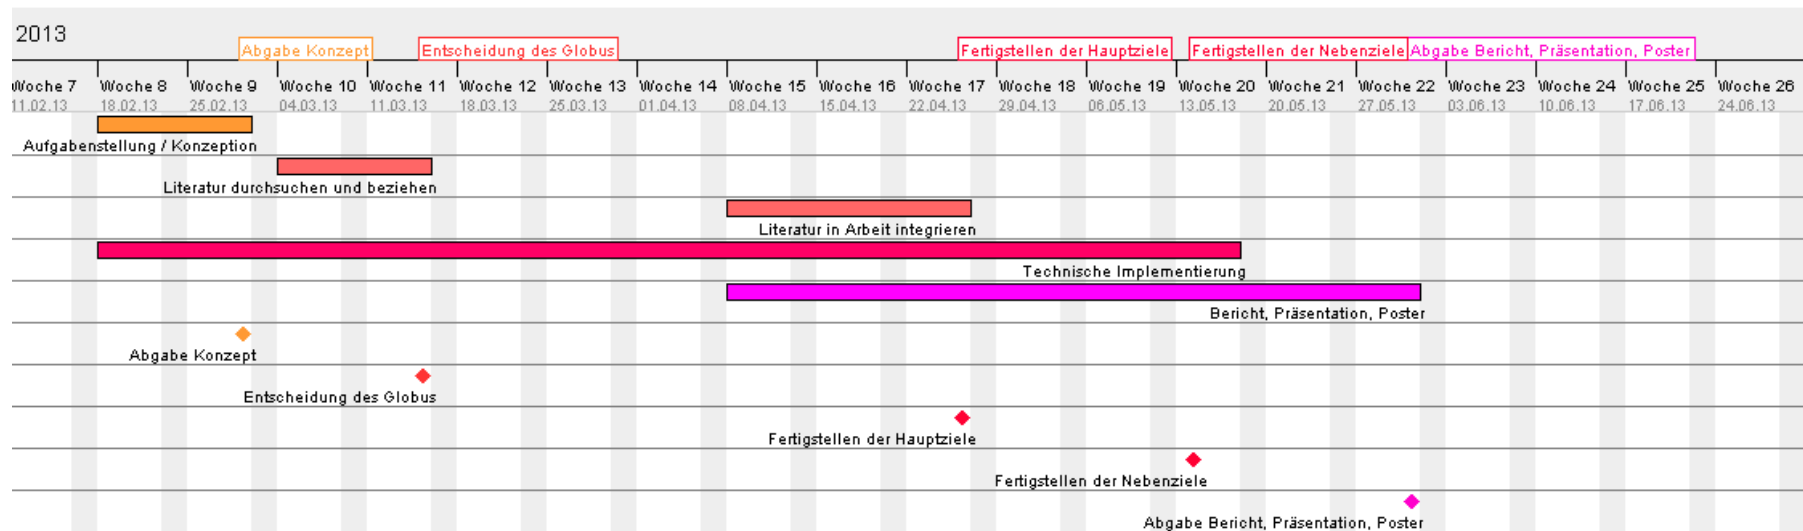 2013
Abgabe Konzept Entscheidung des Globus Fertigstellen der Hauptziele Fertigstellen der Nebenziele Abgabe Bericht, Präsentation, Poster
Woche 7 Woche 8 Woche 9 Woche 10 Woche 11 Woche 12 Woche 13 Woche 14 Woche 15 Woche 16 Woche 17 Woche 18 Woche 19 Woche 20 Woche 21 Woche 22 Woche 23 Woche 24 Woche 25 Woche 26
11.02.13 18.02.13 25.02.13 04.03.13 11.03.13 18.03.13 25.03.13 01.04.13 08.04.13 15.04.13 22.04.13 29.04.13 06.05.13 13.05.13 20.05.13 27.05.13 03.06.13 10.06.13 17.06.13 24.06.13
Aufgabenstellung / Konzeption
Literatur durchsuchen und beziehen
Literatur in Arbeit integrieren
Technische Implementierung
Bericht, Präsentation, Poster
Abgabe Konzept
Entscheidung des Globus
Fertigstellen der Hauptziele
Fertigstellen der Nebenziele
Abgabe Bericht, Präsentation, Poster